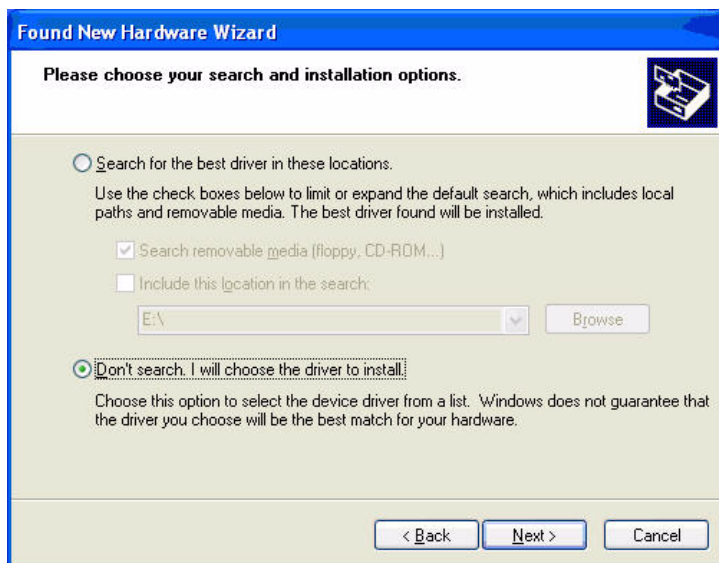 Found New Hardware Wizard
Please choose your search and installation options.
Search for the best driver in these locations.
Use the check boxes below to limit or expand the default search, which includes local
paths and removable media. The best driver found will be installed.
Search removable media (floppy, CD-ROM...)
Include this location in the search:
E:\
Browse
Don't search. I will choose the driver to install.
Choose this option to select the device driver from a list. Windows does not guarantee that
the driver you choose will be the best match for your hardware.
< Back Next > Cancel